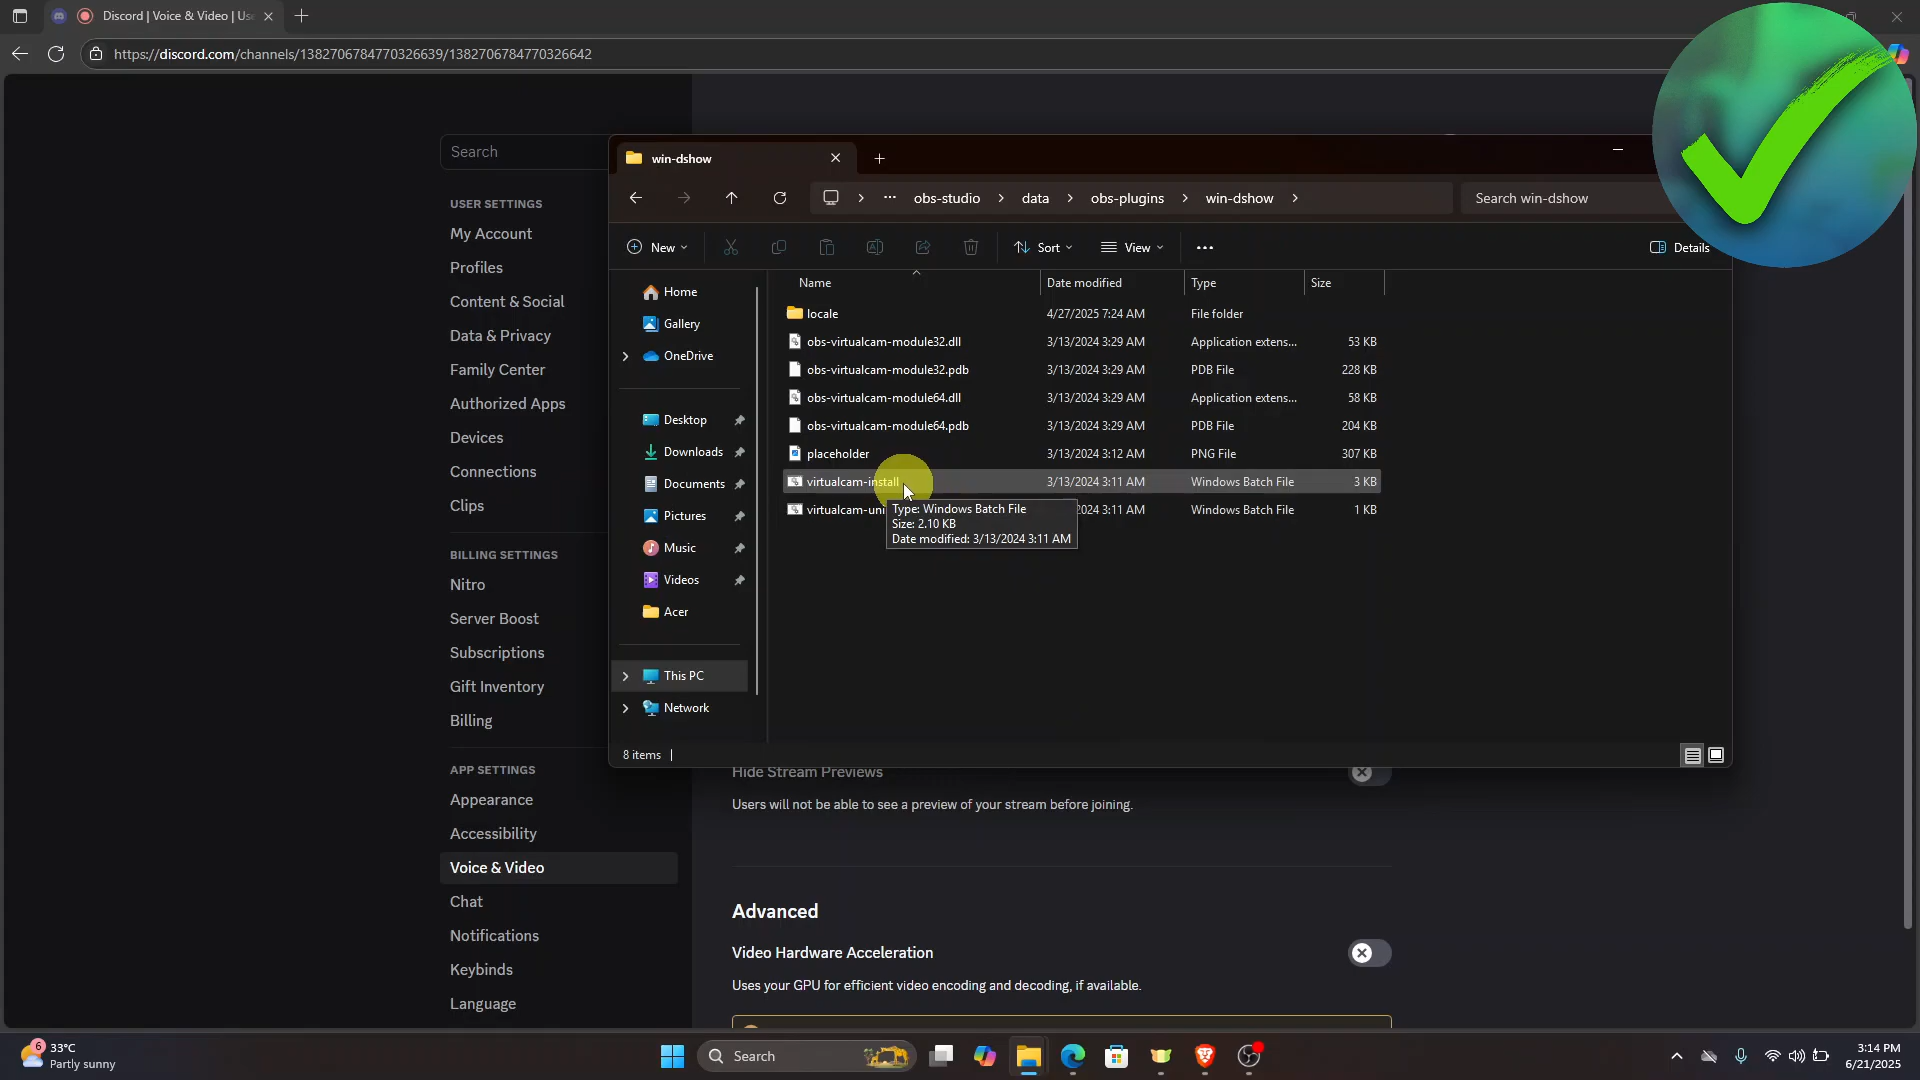 Discord | Voice & Video | Us
https://discord.com/channels/1382706784770326639/1382706784770326642
Search
USER SETTINGS
My Account
Profiles
Content & Social
Data & Privacy
Family Center
Authorized Apps
Devices
Connections
Clips
BILLING SETTINGS
Nitro
Server Boost
Subscriptions
Gift Inventory
Billing
APP SETTINGS
Appearance
Accessibility
Voice & Video
Chat
Notifications
Keybinds
Language
win-dshow
obs-studio > data > obs-plugins > win-dshow >
Search win-dshow
New
Sort
View
Details
Home
Gallery
OneDrive
Desktop
Downloads
Documents
Pictures
Music
Videos
Acer
This PC
Network
Name Date modified Type Size
locale 4/27/2025 7:24 AM File folder
obs-virtualcam-module32.dll 3/13/2024 3:29 AM Application extens... 53 KB
obs-virtualcam-module32.pdb 3/13/2024 3:29 AM PDB File 228 KB
obs-virtualcam-module64.dll 3/13/2024 3:29 AM Application extens... 58 KB
obs-virtualcam-module64.pdb 3/13/2024 3:29 AM PDB File 204 KB
placeholder 3/13/2024 3:12 AM PNG File 307 KB
virtualcam-install 3/13/2024 3:11 AM Windows Batch File 3 KB
virtualcam-uni 2024 3:11 AM Windows Batch File 1 KB
Type: Windows Batch File
Size: 2.10 KB
Date modified: 3/13/2024 3:11 AM
8 items
Hide Stream Previews
Users will not be able to see a preview of your stream before joining.
Advanced
Video Hardware Acceleration
Uses your GPU for efficient video encoding and decoding, if available.
6
33°C
Partly sunny
Search
3:14 PM
6/21/2025